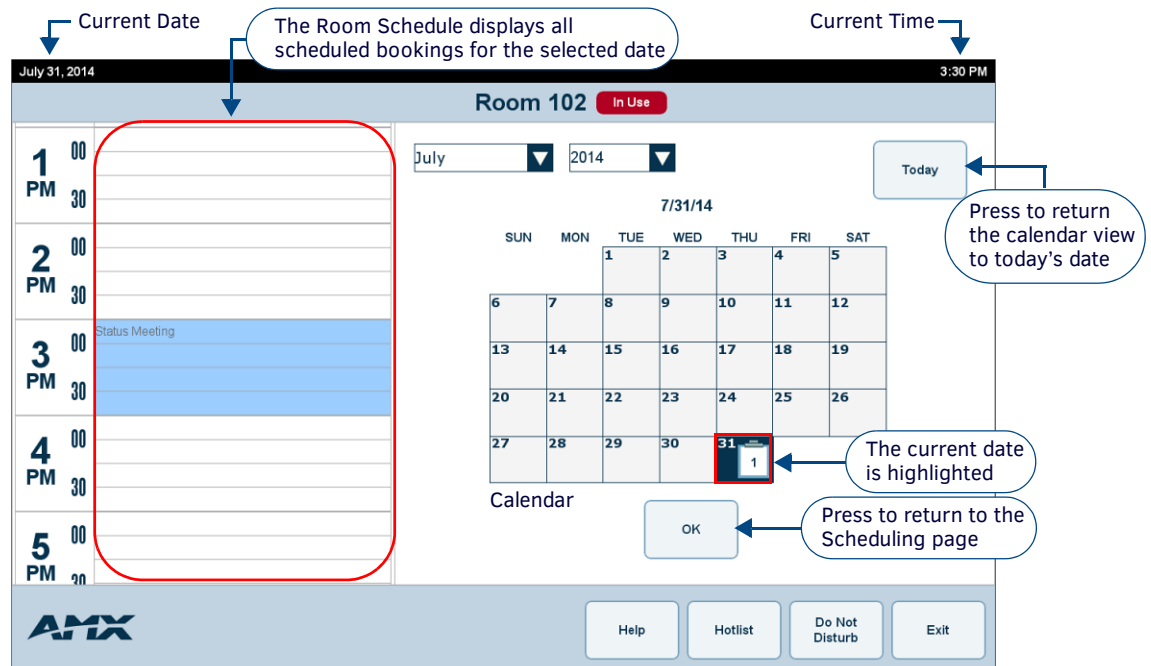 Current Date
The Room Schedule displays all
scheduled bookings for the selected date
Current Time
July 31, 2014
3:30 PM
Room 102
In Use
1
PM
00
30
2
PM
00
30
3
PM
00
30
Status Meeting
4
PM
00
30
5
PM
00
30
July
2014
Today
Press to return
the calendar view
to today's date
7/31/14
SUN MON TUE WED THU FRI SAT
1 2 3 4 5
6 7 8 9 10 11 12
13 14 15 16 17 18 19
20 21 22 23 24 25 26
27 28 29 30 31
1
The current date
is highlighted
Calendar
OK
Press to return to the
Scheduling page
AMX
Help
Hotlist
Do Not
Disturb
Exit